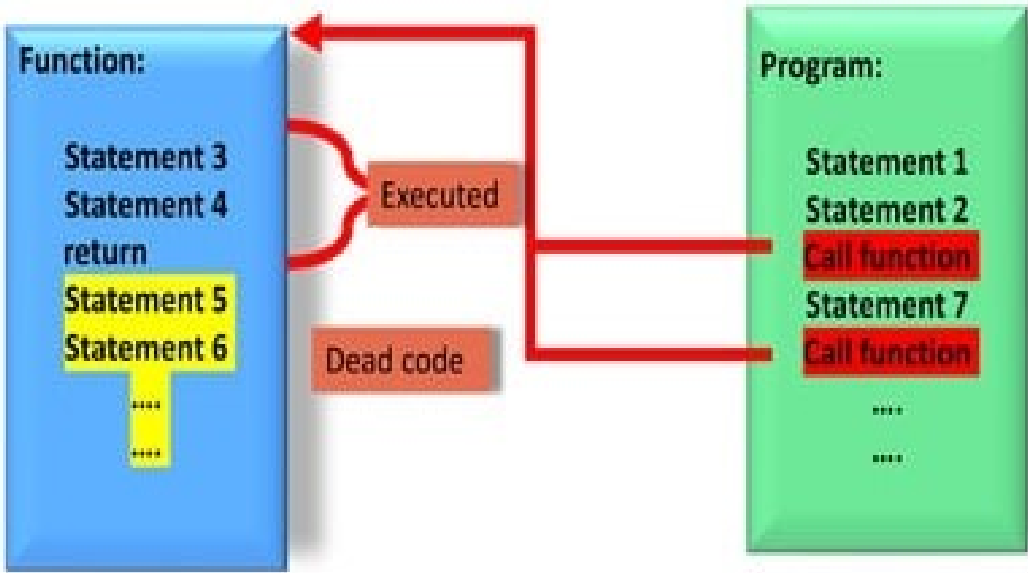 Function:
Statement 3
Statement 4
return
Statement 5
Statement 6
....
....
Executed
Dead code
Program:
Statement 1
Statement 2
Call function
Statement 7
Call function
....
....